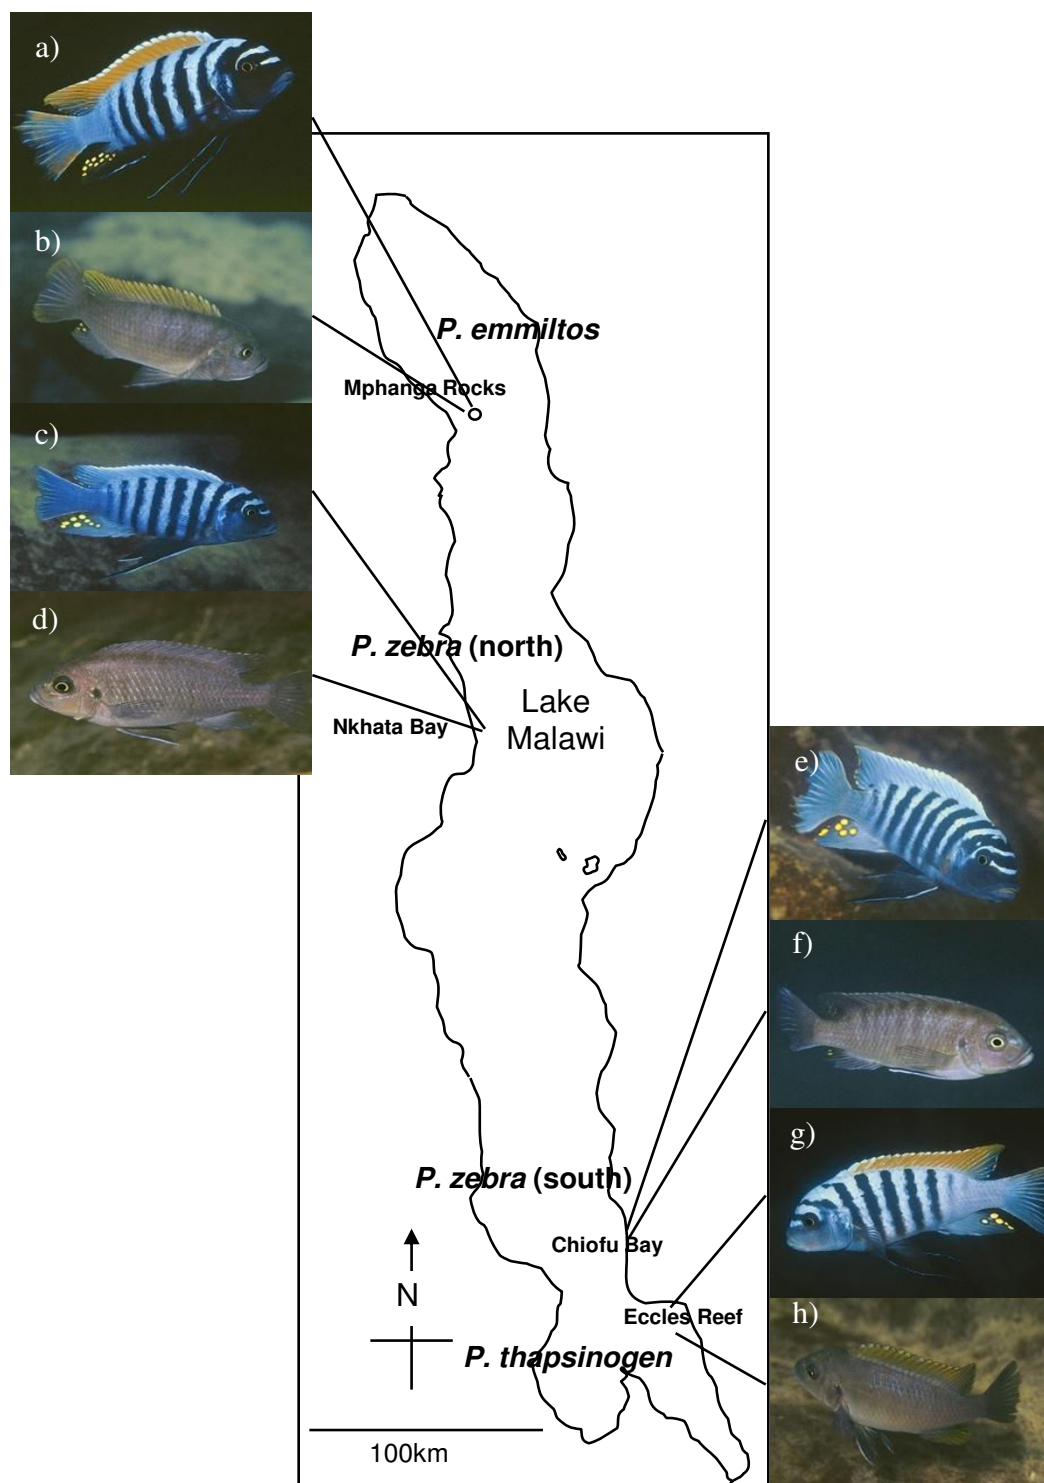 a)
b)
P. emmiltos
Mphanga Rocks
c)
d)
P. zebra (north)
Lake
Malawi
Nkhata Bay
e)
f)
g)
P. zebra (south)
Chiofu Bay
N
h)
Eccles Reef
P. thapsinogen
100km